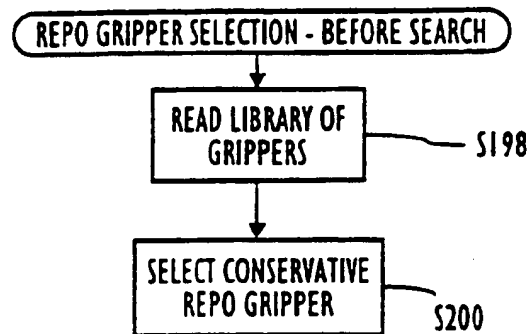 REPO GRIPPER SELECTION - BEFORE SEARCH
READ LIBRARY OF
GRIPPERS
S198
SELECT CONSERVATIVE
REPO GRIPPER
S200